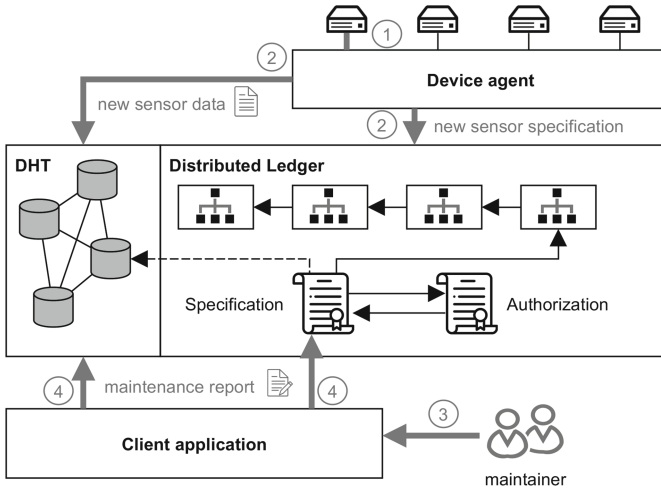 1
2
Device agent
new sensor data
2
new sensor specification
DHT
Distributed Ledger
Specification
Authorization
4
maintenance report
4
3
Client application
maintainer